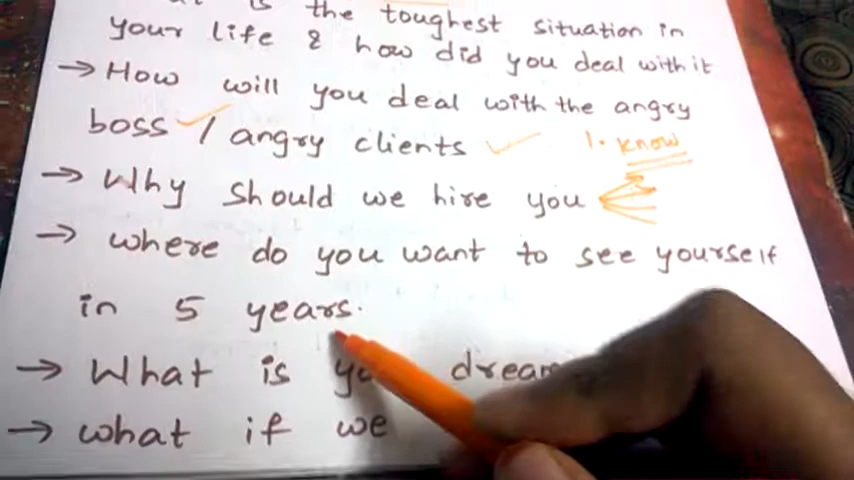 is the toughest situation in
your life & how did you deal with it
→ How will you deal with the angry
boss ✓ / angry clients ✓ 1. know
→ Why should we hire you
→ where do you want to see yourself
in 5 years.
→ What is dream
→ what if we